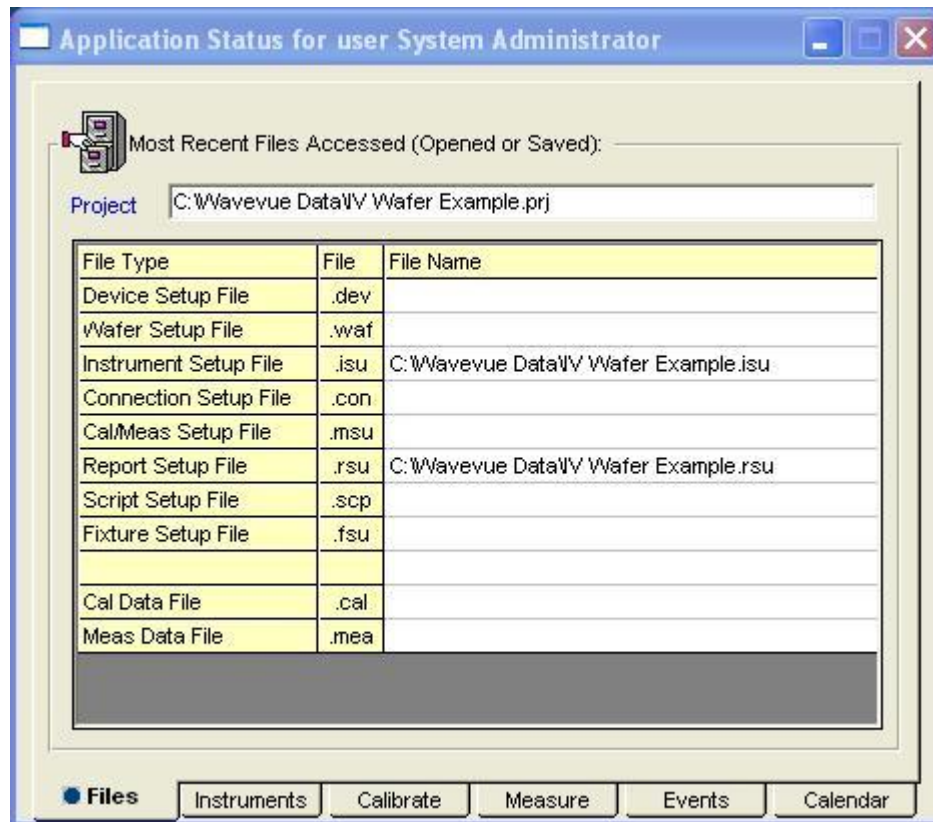 Application Status for user System Administrator
Most Recent Files Accessed (Opened or Saved):
Project C:\Wavevue Data\IV Wafer Example.prj
File Type File File Name
Device Setup File .dev
Wafer Setup File .waf
Instrument Setup File .isu C:\Wavevue Data\IV Wafer Example.isu
Connection Setup File .con
Cal/Meas Setup File .msu
Report Setup File .rsu C:\Wavevue Data\IV Wafer Example.rsu
Script Setup File .scp
Fixture Setup File .fsu
Cal Data File .cal
Meas Data File .mea
Files Instruments Calibrate Measure Events Calendar